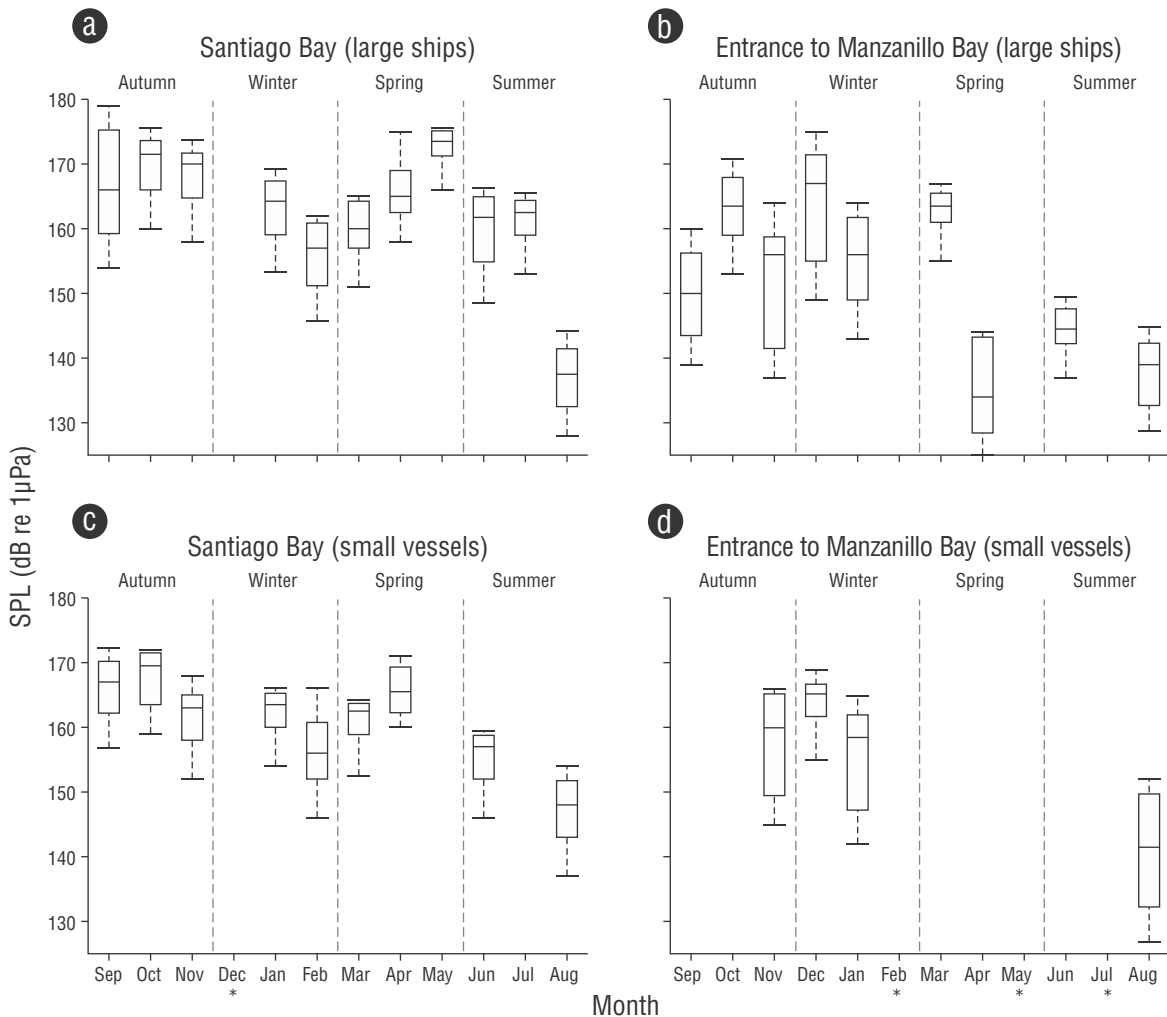 a
Santiago Bay (large ships)
Autumn Winter Spring Summer
180
170
160
150
140
130
b
Entrance to Manzanillo Bay (large ships)
Autumn Winter Spring Summer
SPL (dB re 1µPa)
c
Santiago Bay (small vessels)
Autumn Winter Spring Summer
180
170
160
150
140
130
Sep Oct Nov Dec Jan Feb Mar Apr May Jun Jul Aug
*
d
Entrance to Manzanillo Bay (small vessels)
Autumn Winter Spring Summer
Sep Oct Nov Dec Jan Feb Mar Apr May Jun Jul Aug
* * *
Month